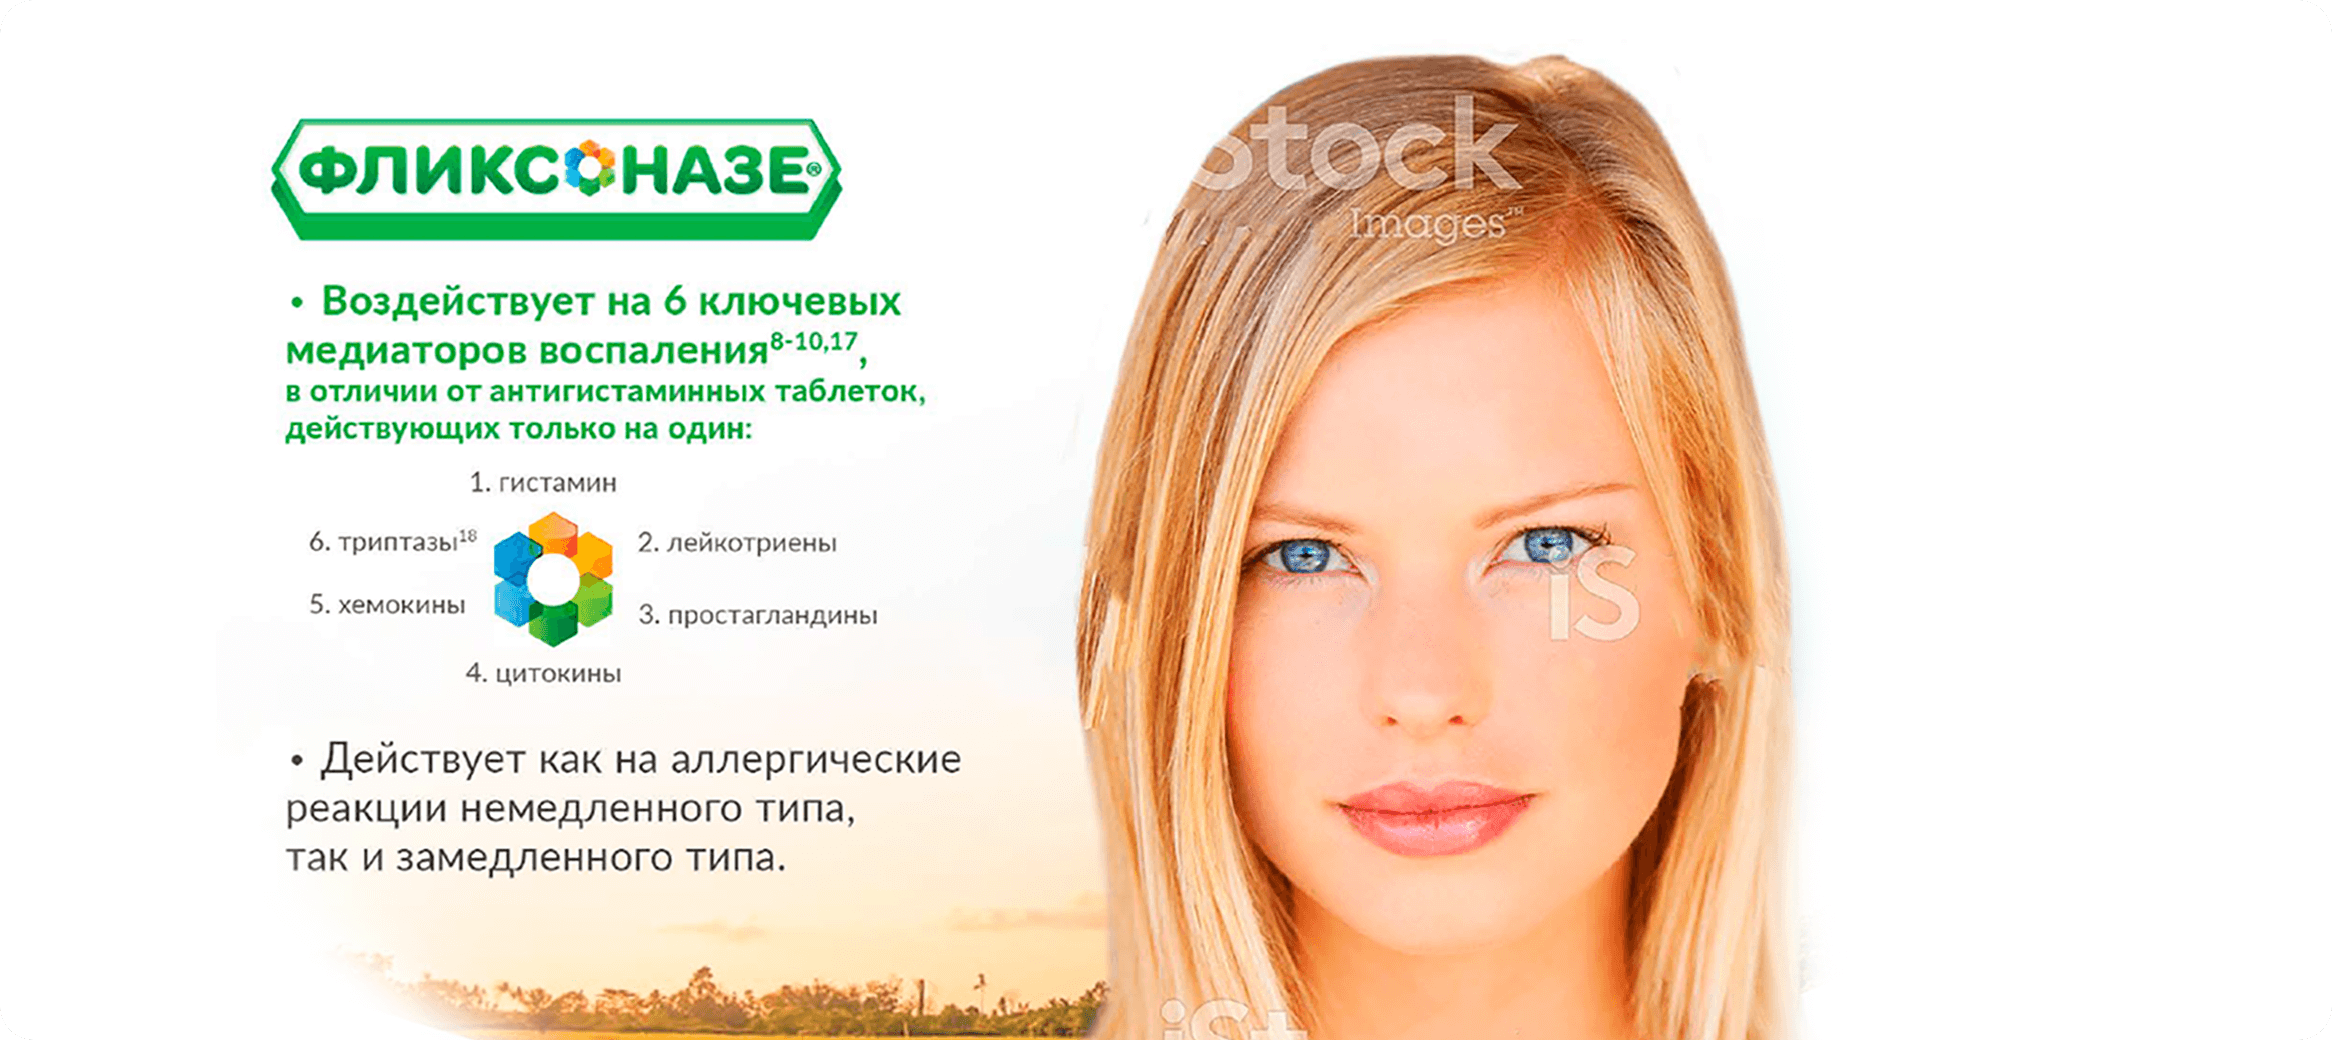 ФЛИКСОНАЗЕ®
• Воздействует на 6 ключевых
медиаторов воспаления8-10,17,
в отличии от антигистаминных таблеток,
действующих только на один:
1. гистамин
6. триптазы18
2. лейкотриены
5. хемокины
3. простагландины
4. цитокины
• Действует как на аллергические
реакции немедленного типа,
так и замедленного типа.
Stock
Images™
iS
iSt